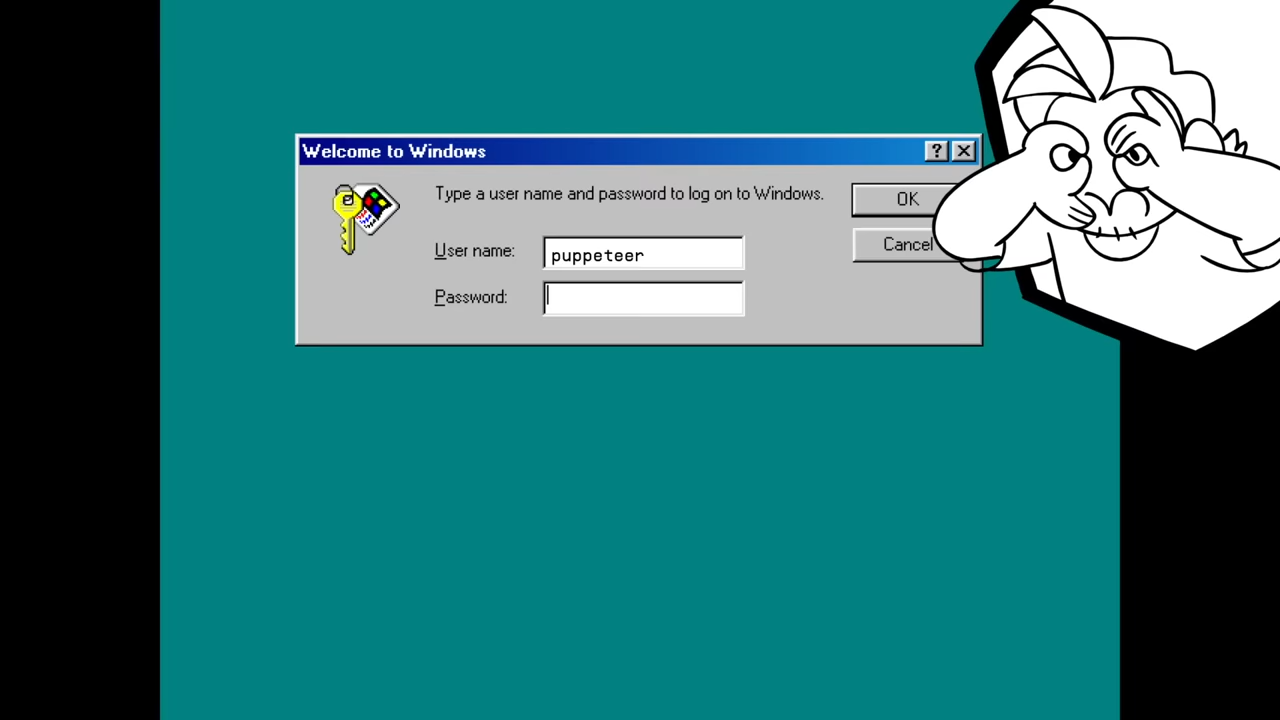 Welcome to Windows
Type a user name and password to log on to Windows.
OK
User name: puppeteer
Cancel
Password: